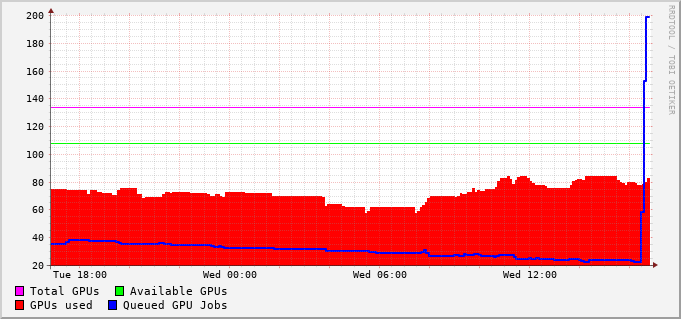 RRDTOOL / TOBI OETIKER
200
180
160
140
120
100
80
60
40
20
Tue 18:00 Wed 00:00 Wed 06:00 Wed 12:00
Total GPUs Available GPUs
GPUs used Queued GPU Jobs